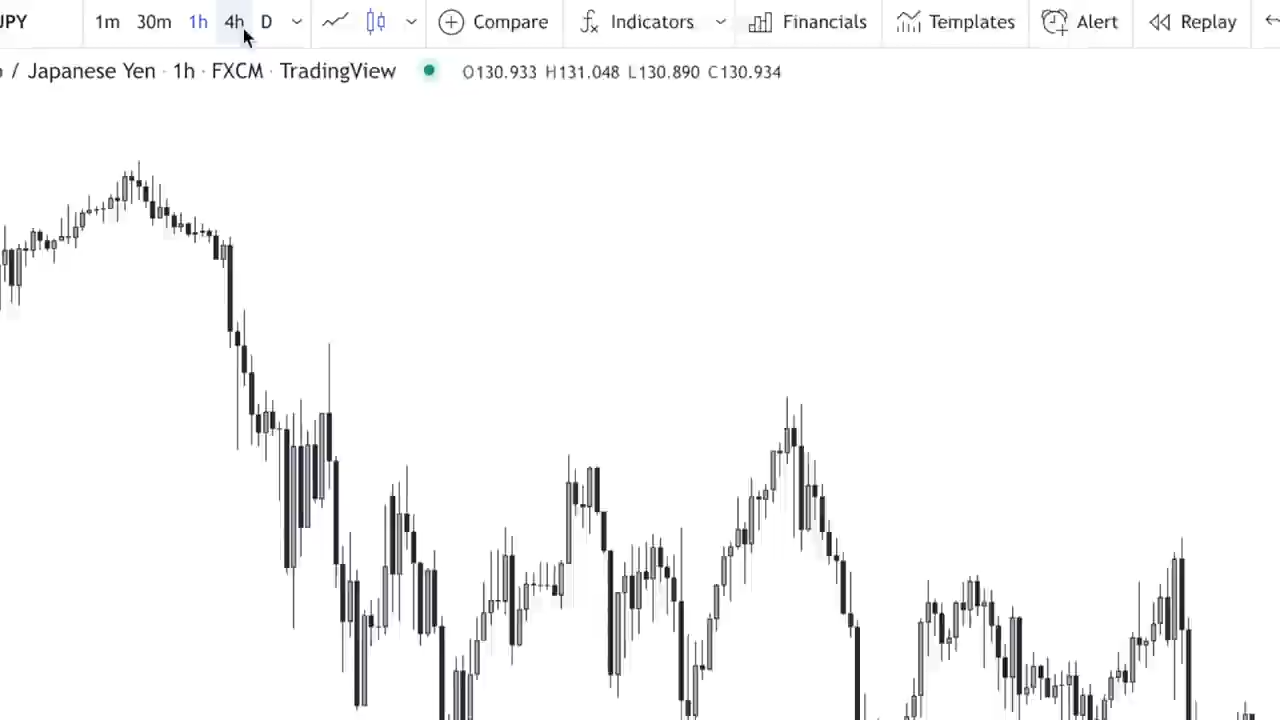 JPY 1m 30m 1h 4h D Compare Indicators Financials Templates Alert Replay
/ Japanese Yen · 1h · FXCM · TradingView O130.933 H131.048 L130.890 C130.934